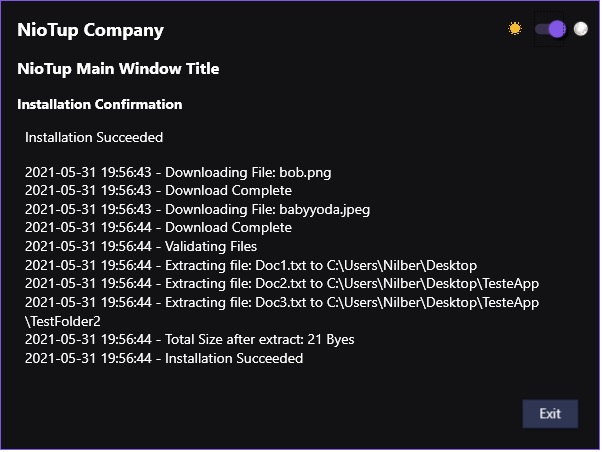 NioTup Company
NioTup Main Window Title
Installation Confirmation
Installation Succeeded
2021-05-31 19:56:43 - Downloading File: bob.png
2021-05-31 19:56:43 - Download Complete
2021-05-31 19:56:43 - Downloading File: babyyoda.jpeg
2021-05-31 19:56:44 - Download Complete
2021-05-31 19:56:44 - Validating Files
2021-05-31 19:56:44 - Extracting file: Doc1.txt to C:\Users\Nilber\Desktop
2021-05-31 19:56:44 - Extracting file: Doc2.txt to C:\Users\Nilber\Desktop\TesteApp
2021-05-31 19:56:44 - Extracting file: Doc3.txt to C:\Users\Nilber\Desktop\TesteApp
\TestFolder2
2021-05-31 19:56:44 - Total Size after extract: 21 Byes
2021-05-31 19:56:44 - Installation Succeeded
Exit